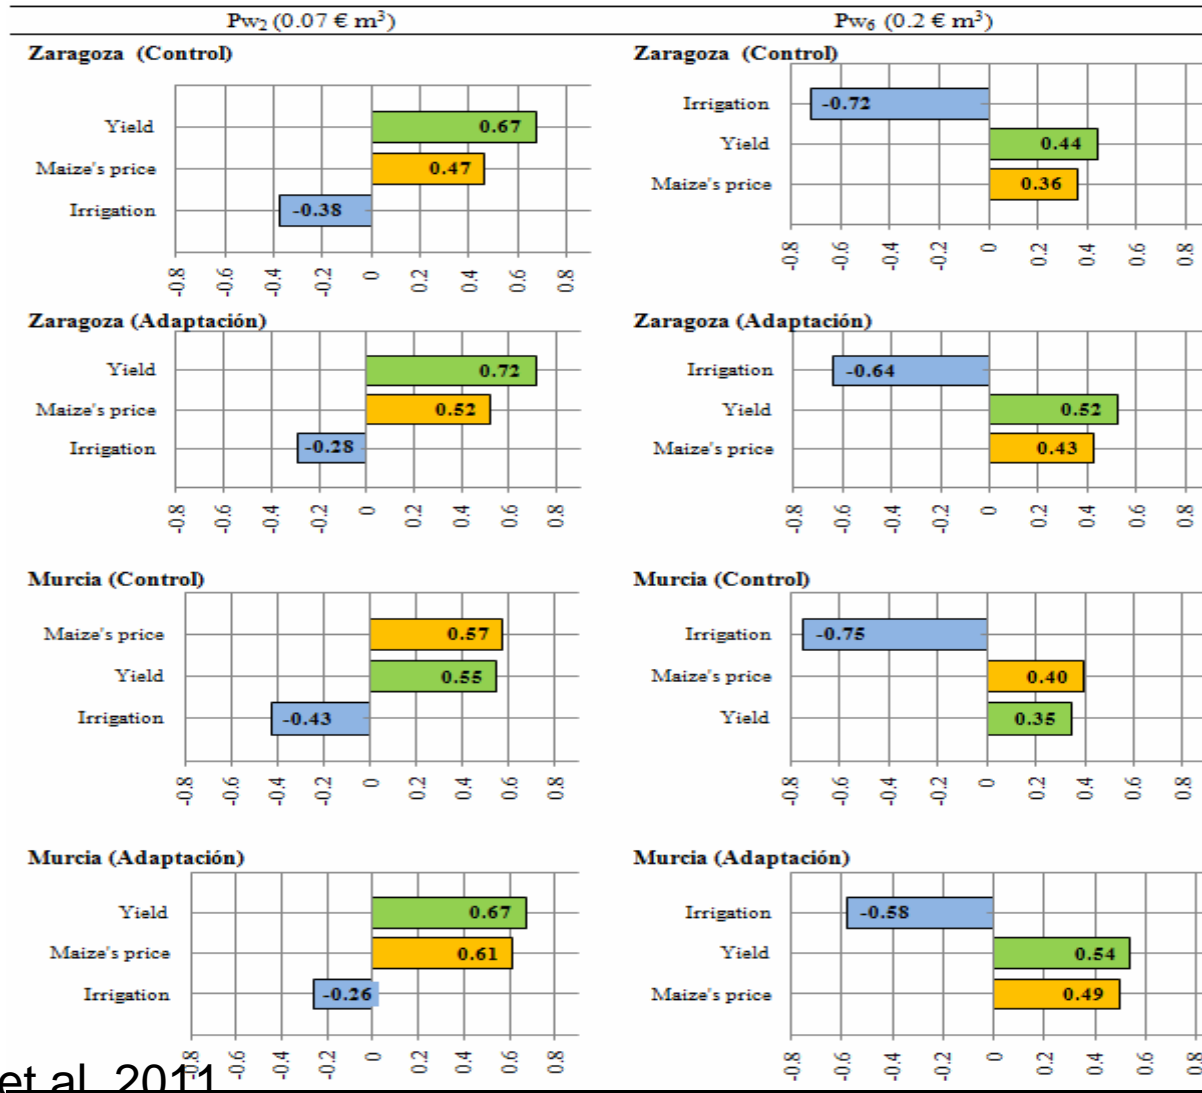 Pw2 (0.07 € m³)
Pw6 (0.2 € m³)
Zaragoza (Control)
Yield
0.67
Maize's price
0.47
Irrigation
-0.38
-0.8 -0.6 -0.4 -0.2 0 0.2 0.4 0.6 0.8
Zaragoza (Control)
Irrigation
-0.72
Yield
0.44
Maize's price
0.36
-0.8 -0.6 -0.4 -0.2 0 0.2 0.4 0.6 0.8
Zaragoza (Adaptación)
Yield
0.72
Maize's price
0.52
Irrigation
-0.28
-0.8 -0.6 -0.4 -0.2 0 0.2 0.4 0.6 0.8
Zaragoza (Adaptación)
Irrigation
-0.64
Yield
0.52
Maize's price
0.43
-0.8 -0.6 -0.4 -0.2 0 0.2 0.4 0.6 0.8
Murcia (Control)
Maize's price
0.57
Yield
0.55
Irrigation
-0.43
-0.8 -0.6 -0.4 -0.2 0 0.2 0.4 0.6 0.8
Murcia (Control)
Irrigation
-0.75
Maize's price
0.40
Yield
0.35
-0.8 -0.6 -0.4 -0.2 0 0.2 0.4 0.6 0.8
Murcia (Adaptación)
Yield
0.67
Maize's price
0.61
Irrigation
-0.26
-0.8 -0.6 -0.4 -0.2 0 0.2 0.4 0.6 0.8
Murcia (Adaptación)
Irrigation
-0.58
Yield
0.54
Maize's price
0.49
-0.8 -0.6 -0.4 -0.2 0 0.2 0.4 0.6 0.8
et al. 2011